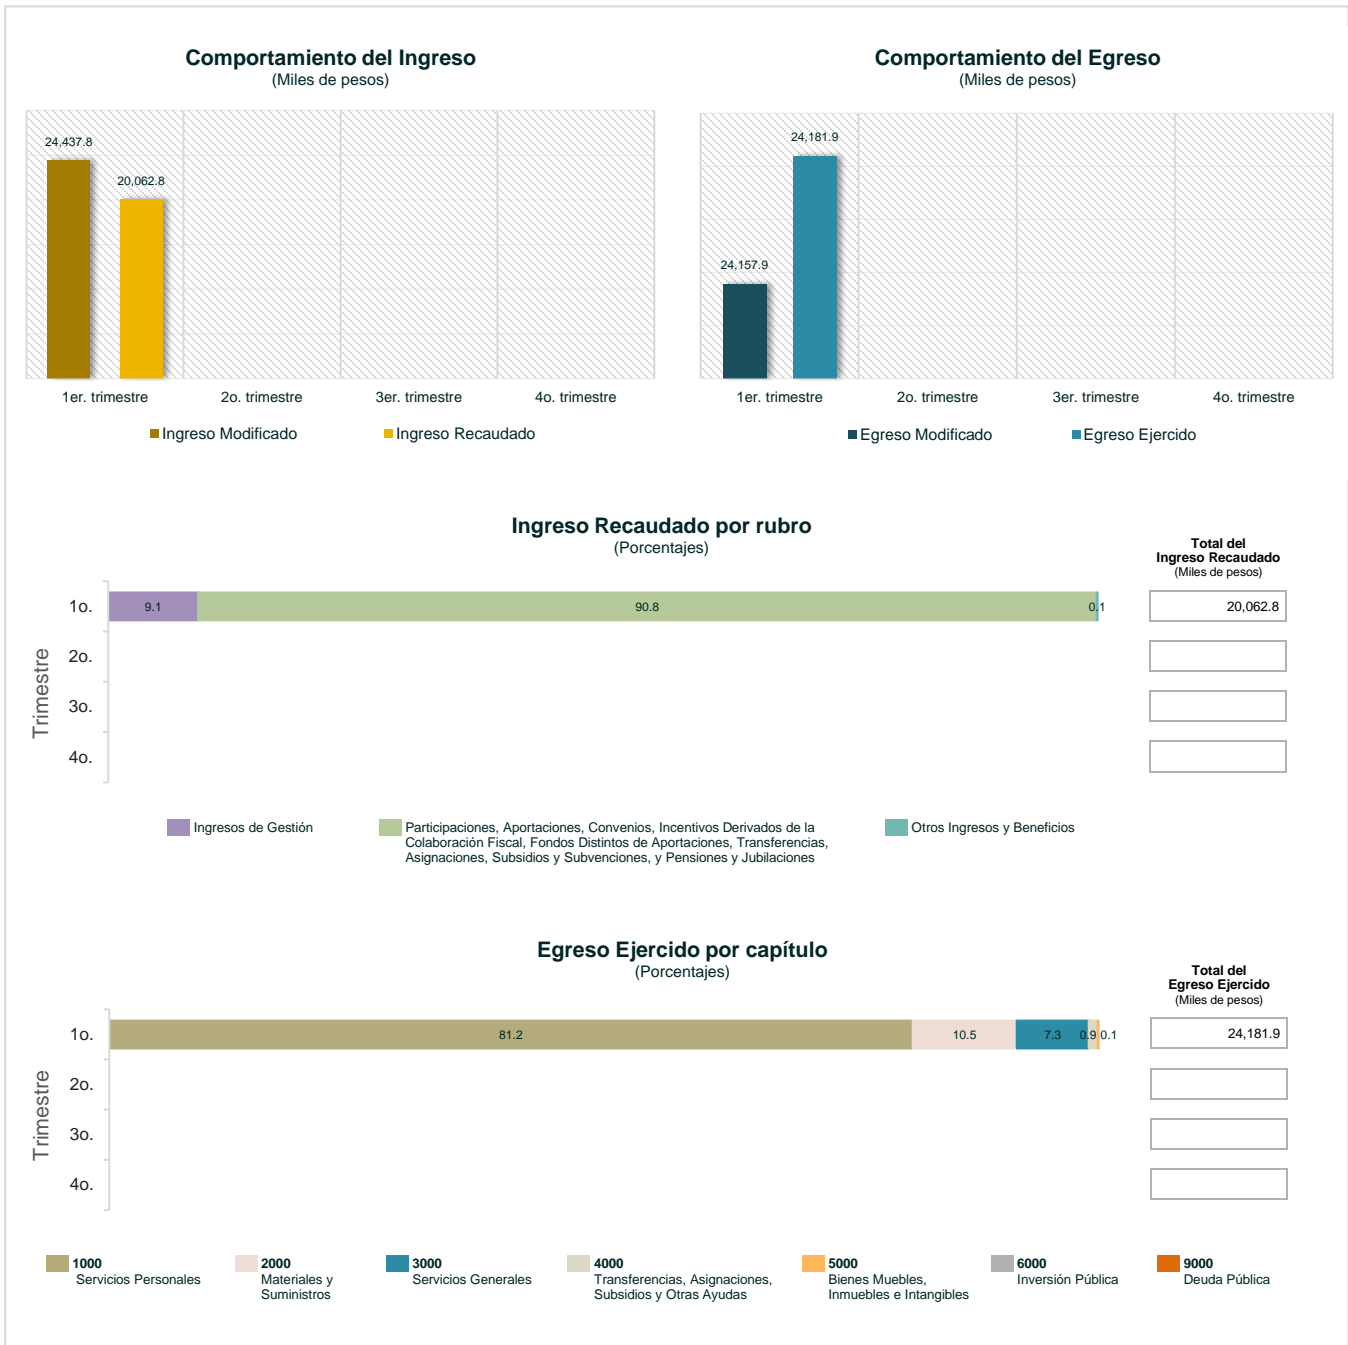 Comportamiento del Ingreso
(Miles de pesos)
24,437.8
20,062.8
1er. trimestre
2o. trimestre
3er. trimestre
4o. trimestre
Ingreso Modificado
Ingreso Recaudado
Comportamiento del Egreso
(Miles de pesos)
24,181.9
24,157.9
1er. trimestre
2o. trimestre
3er. trimestre
4o. trimestre
Egreso Modificado
Egreso Ejercido
Ingreso Recaudado por rubro
(Porcentajes)
Total del
Ingreso Recaudado
(Miles de pesos)
Trimestre
1o.
9.1
90.8
0.1
20,062.8
2o.
3o.
4o.
Ingresos de Gestión
Participaciones, Aportaciones, Convenios, Incentivos Derivados de la
Colaboración Fiscal, Fondos Distintos de Aportaciones, Transferencias,
Asignaciones, Subsidios y Subvenciones, y Pensiones y Jubilaciones
Otros Ingresos y Beneficios
Egreso Ejercido por capítulo
(Porcentajes)
Total del
Egreso Ejercido
(Miles de pesos)
Trimestre
1o.
81.2
10.5
7.3
0.9
0.1
24,181.9
2o.
3o.
4o.
1000
Servicios Personales
2000
Materiales y
Suministros
3000
Servicios Generales
4000
Transferencias, Asignaciones,
Subsidios y Otras Ayudas
5000
Bienes Muebles,
Inmuebles e Intangibles
6000
Inversión Pública
9000
Deuda Pública